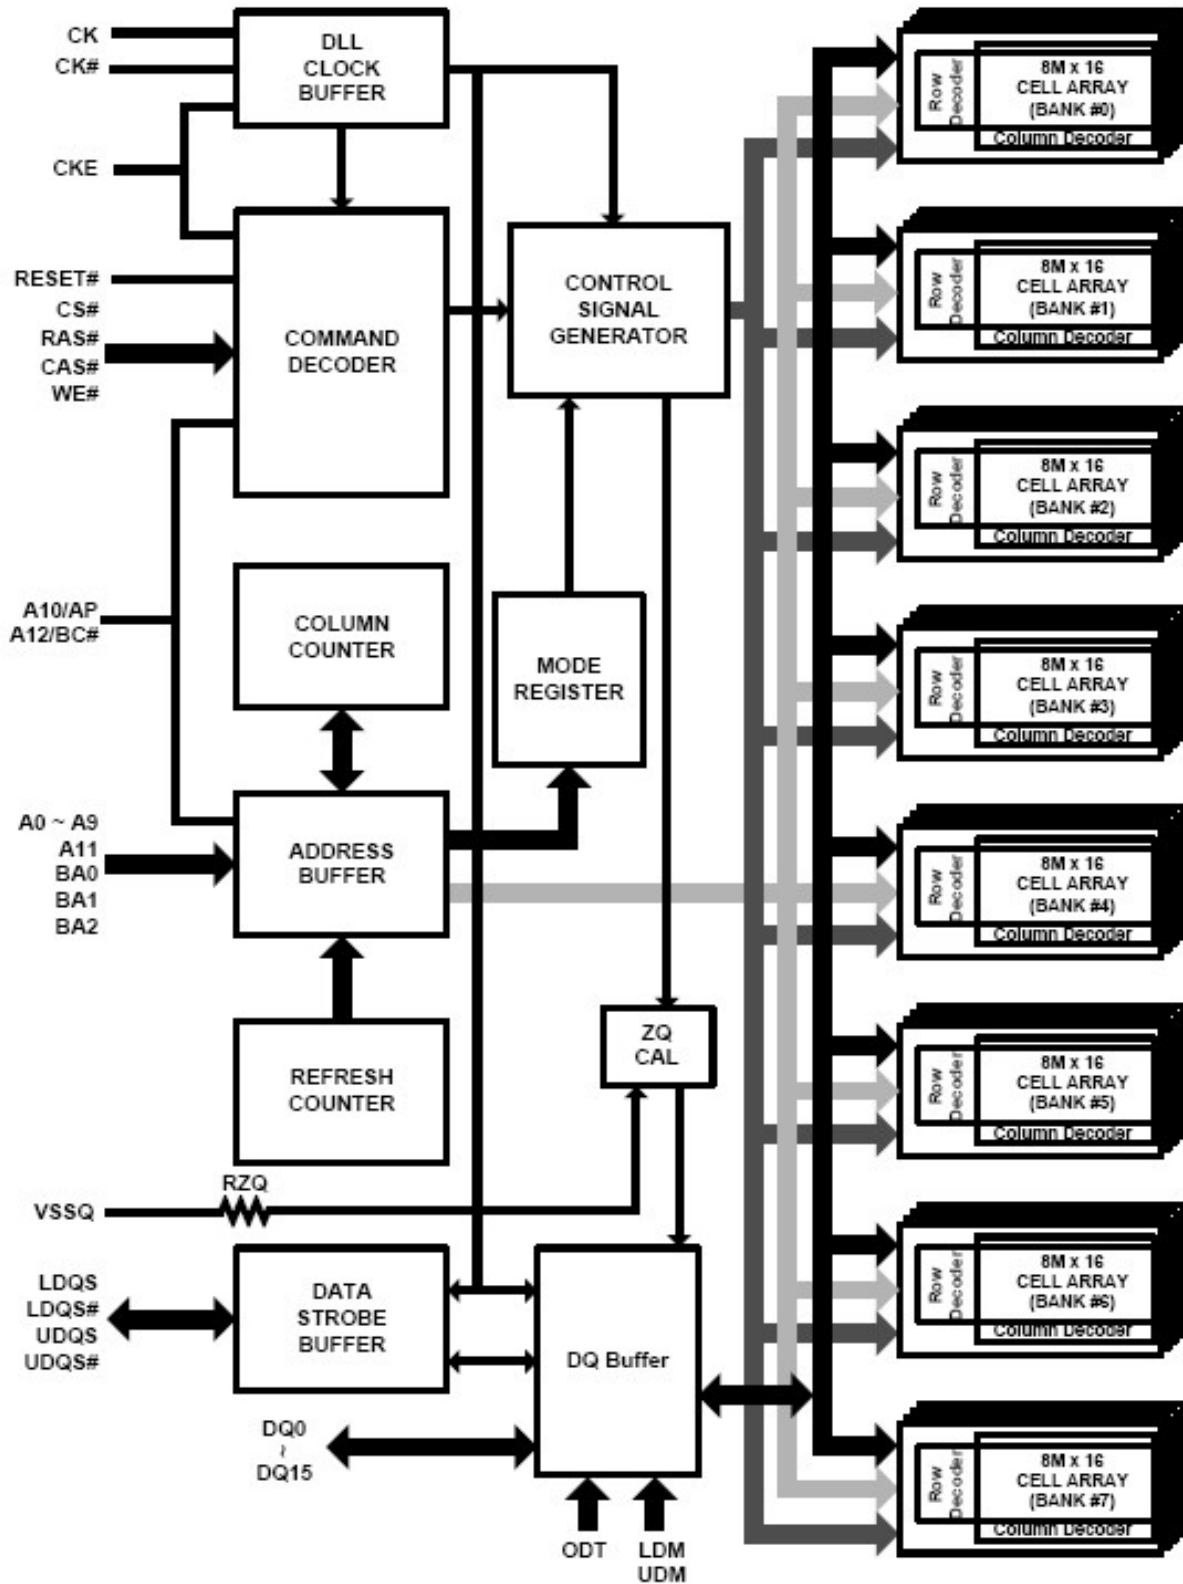 CK
CK#
CKE
RESET#
CS#
RAS#
CAS#
WE#
A10/AP
A12/BC#
A0 ~ A9
A11
BA0
BA1
BA2
VSSQ
RZQ
LDQS
LDQS#
UDQS
UDQS#
DQ0
~
DQ15
DLL
CLOCK
BUFFER
COMMAND
DECODER
COLUMN
COUNTER
ADDRESS
BUFFER
REFRESH
COUNTER
DATA
STROBE
BUFFER
CONTROL
SIGNAL
GENERATOR
MODE
REGISTER
ZQ
CAL
DQ Buffer
ODT
LDM
UDM
Row
Decoder
8M x 16
CELL ARRAY
(BANK #0)
Column Decoder
Row
Decoder
8M x 16
CELL ARRAY
(BANK #1)
Column Decoder
Row
Decoder
8M x 16
CELL ARRAY
(BANK #2)
Column Decoder
Row
Decoder
8M x 16
CELL ARRAY
(BANK #3)
Column Decoder
Row
Decoder
8M x 16
CELL ARRAY
(BANK #4)
Column Decoder
Row
Decoder
8M x 16
CELL ARRAY
(BANK #5)
Column Decoder
Row
Decoder
8M x 16
CELL ARRAY
(BANK #6)
Column Decoder
Row
Decoder
8M x 16
CELL ARRAY
(BANK #7)
Column Decoder